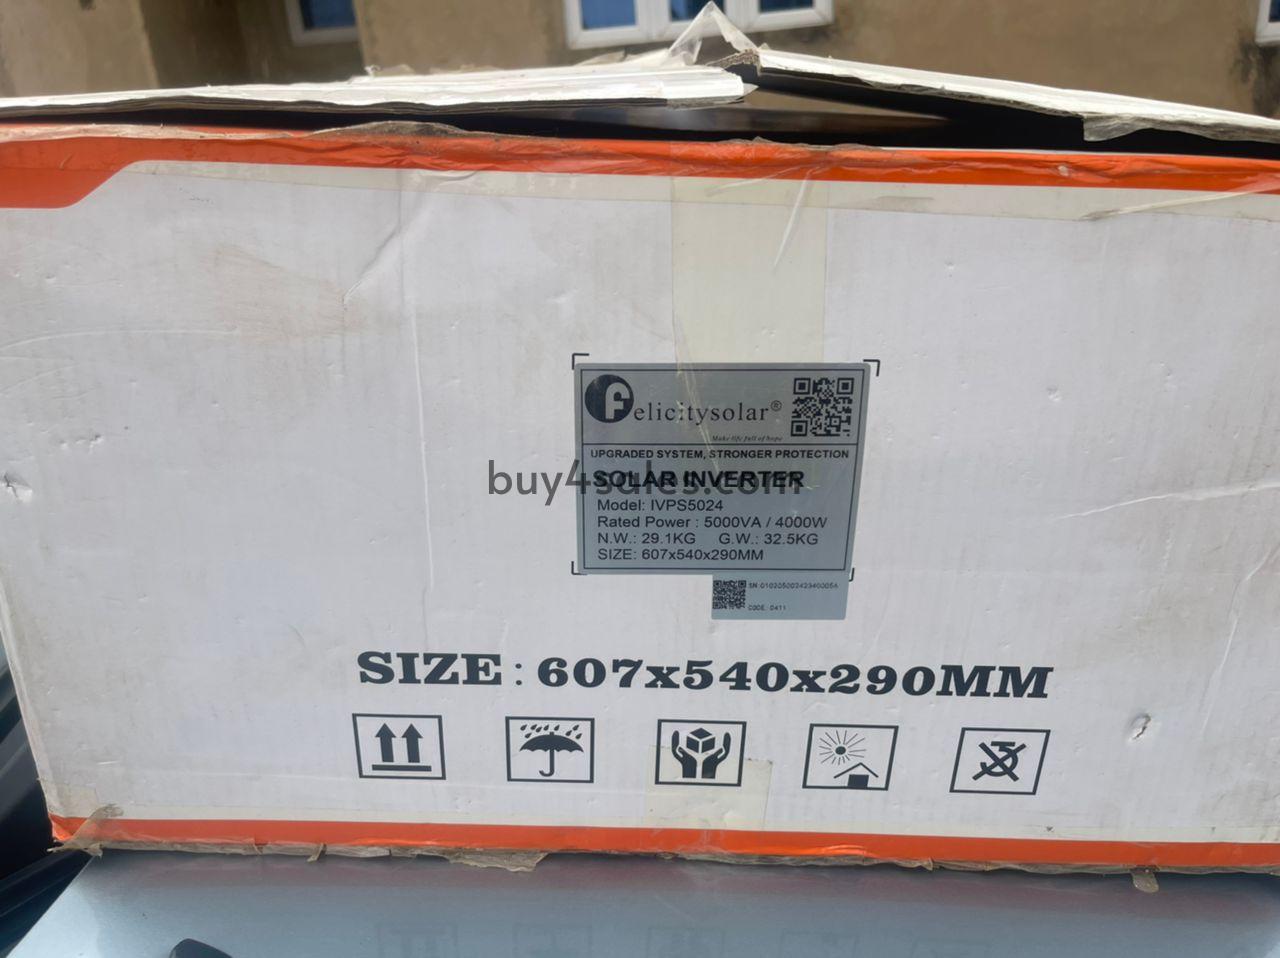 Felicitysolar®
Make life full of hope
UPGRADED SYSTEM, STRONGER PROTECTION
SOLAR INVERTER
buy4sales.com
Model: IVPS5024
Rated Power : 5000VA / 4000W
N.W.: 29.1KG G.W.: 32.5KG
SIZE: 607x540x290MM
CODE: 0411
SIZE : 607x540x290MM